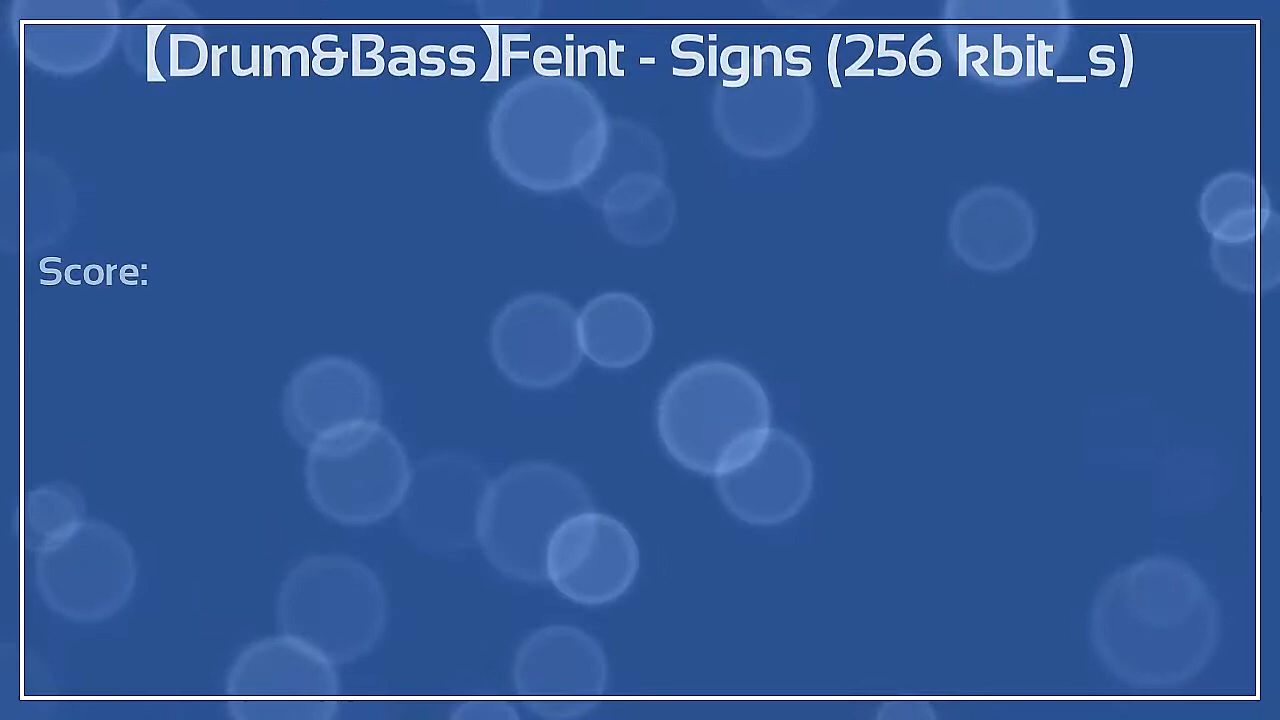 【Drum&Bass】Feint - Signs (256 kbit_s)
Score: